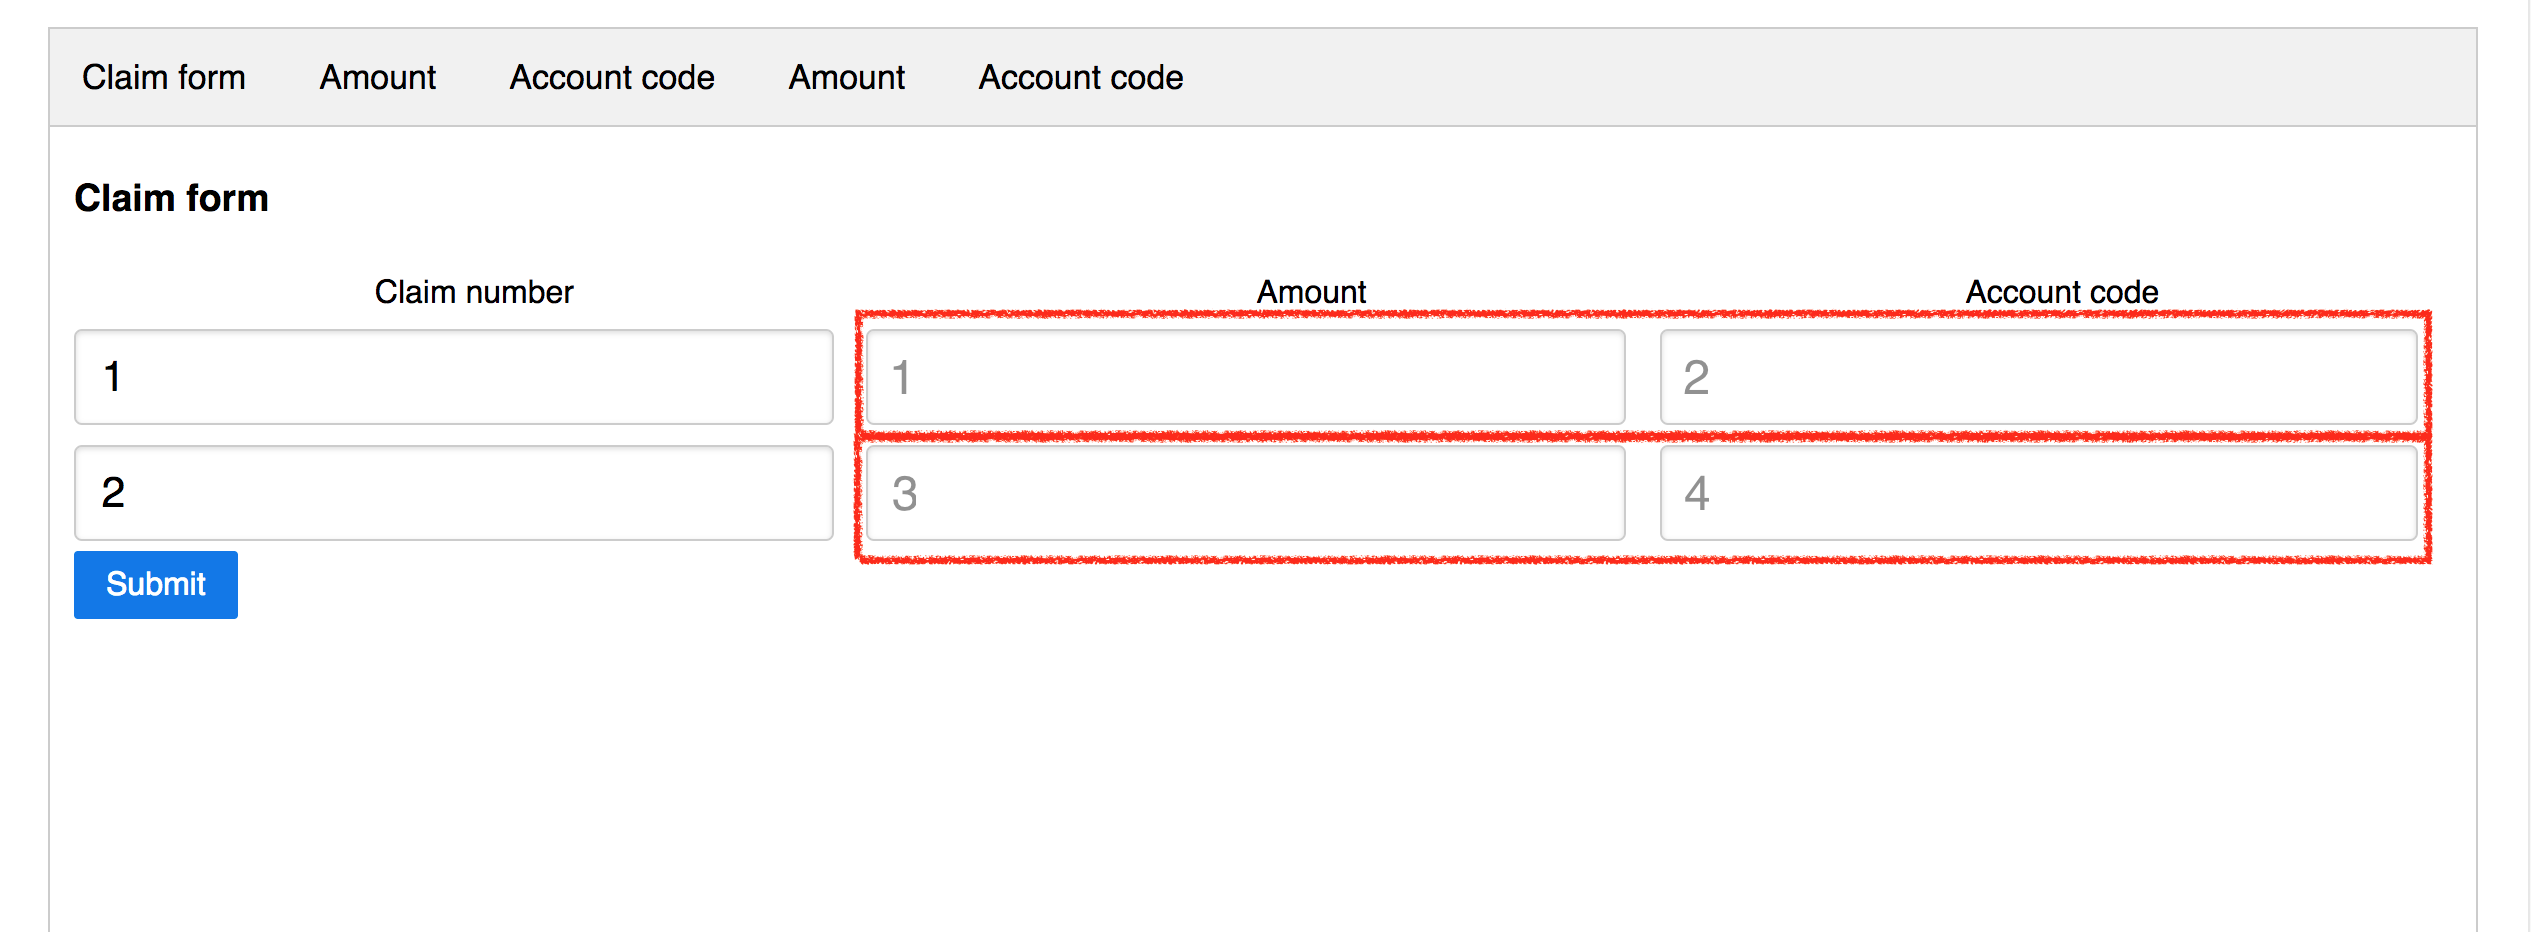 Claim form Amount Account code Amount Account code
Claim form
Claim number Amount Account code
1 1 2
2 3 4
Submit